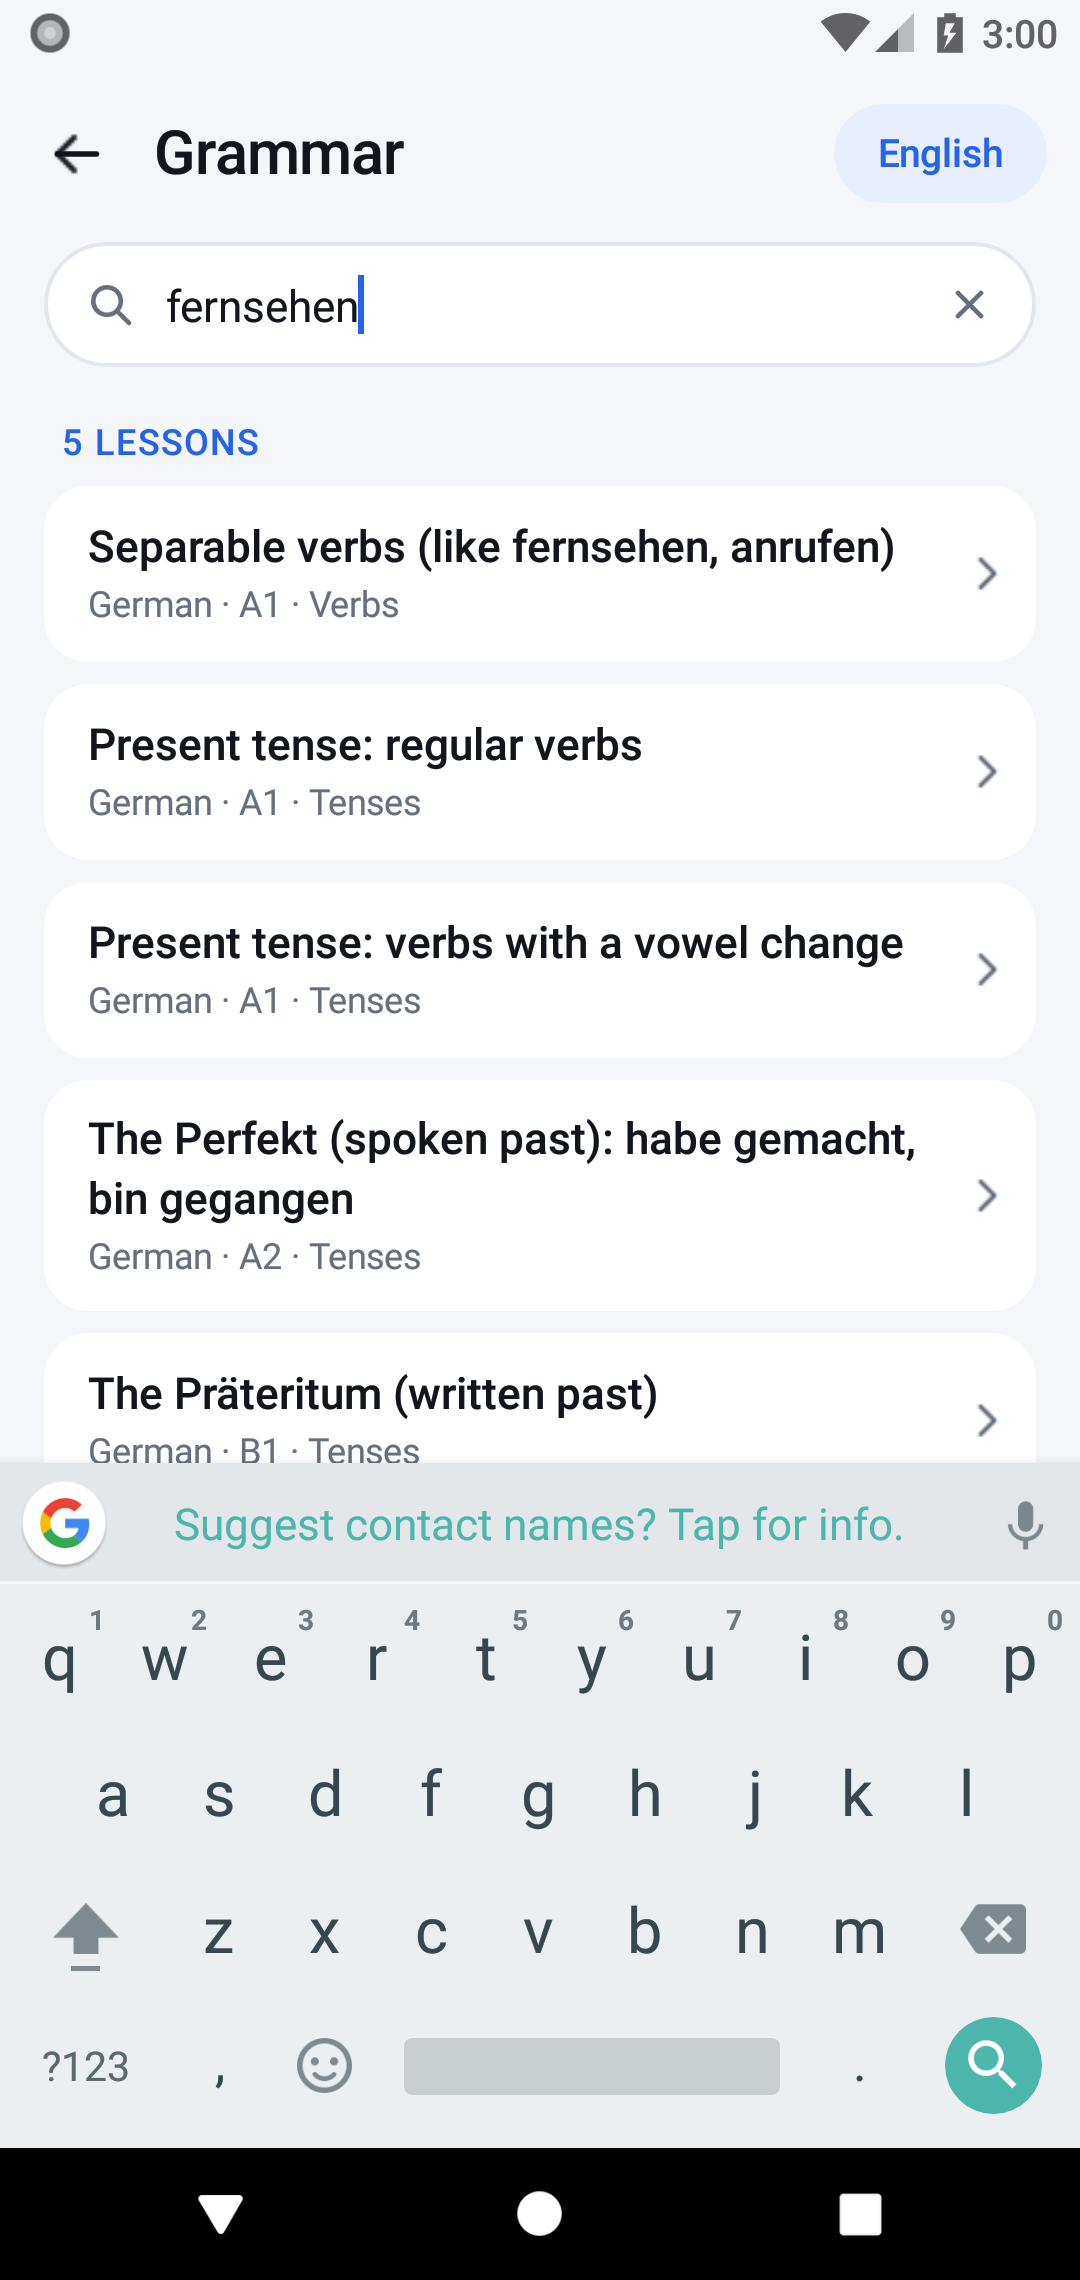 3:00
Grammar
English
fernsehen
5 LESSONS
Separable verbs (like fernsehen, anrufen)
German · A1 · Verbs
Present tense: regular verbs
German · A1 · Tenses
Present tense: verbs with a vowel change
German · A1 · Tenses
The Perfekt (spoken past): habe gemacht,
bin gegangen
German · A2 · Tenses
The Präteritum (written past)
German · B1 · Tenses
Suggest contact names? Tap for info.
1 2 3 4 5 6 7 8 9 0
q w e r t y u i o p
a s d f g h j k l
z x c v b n m
?123 , .